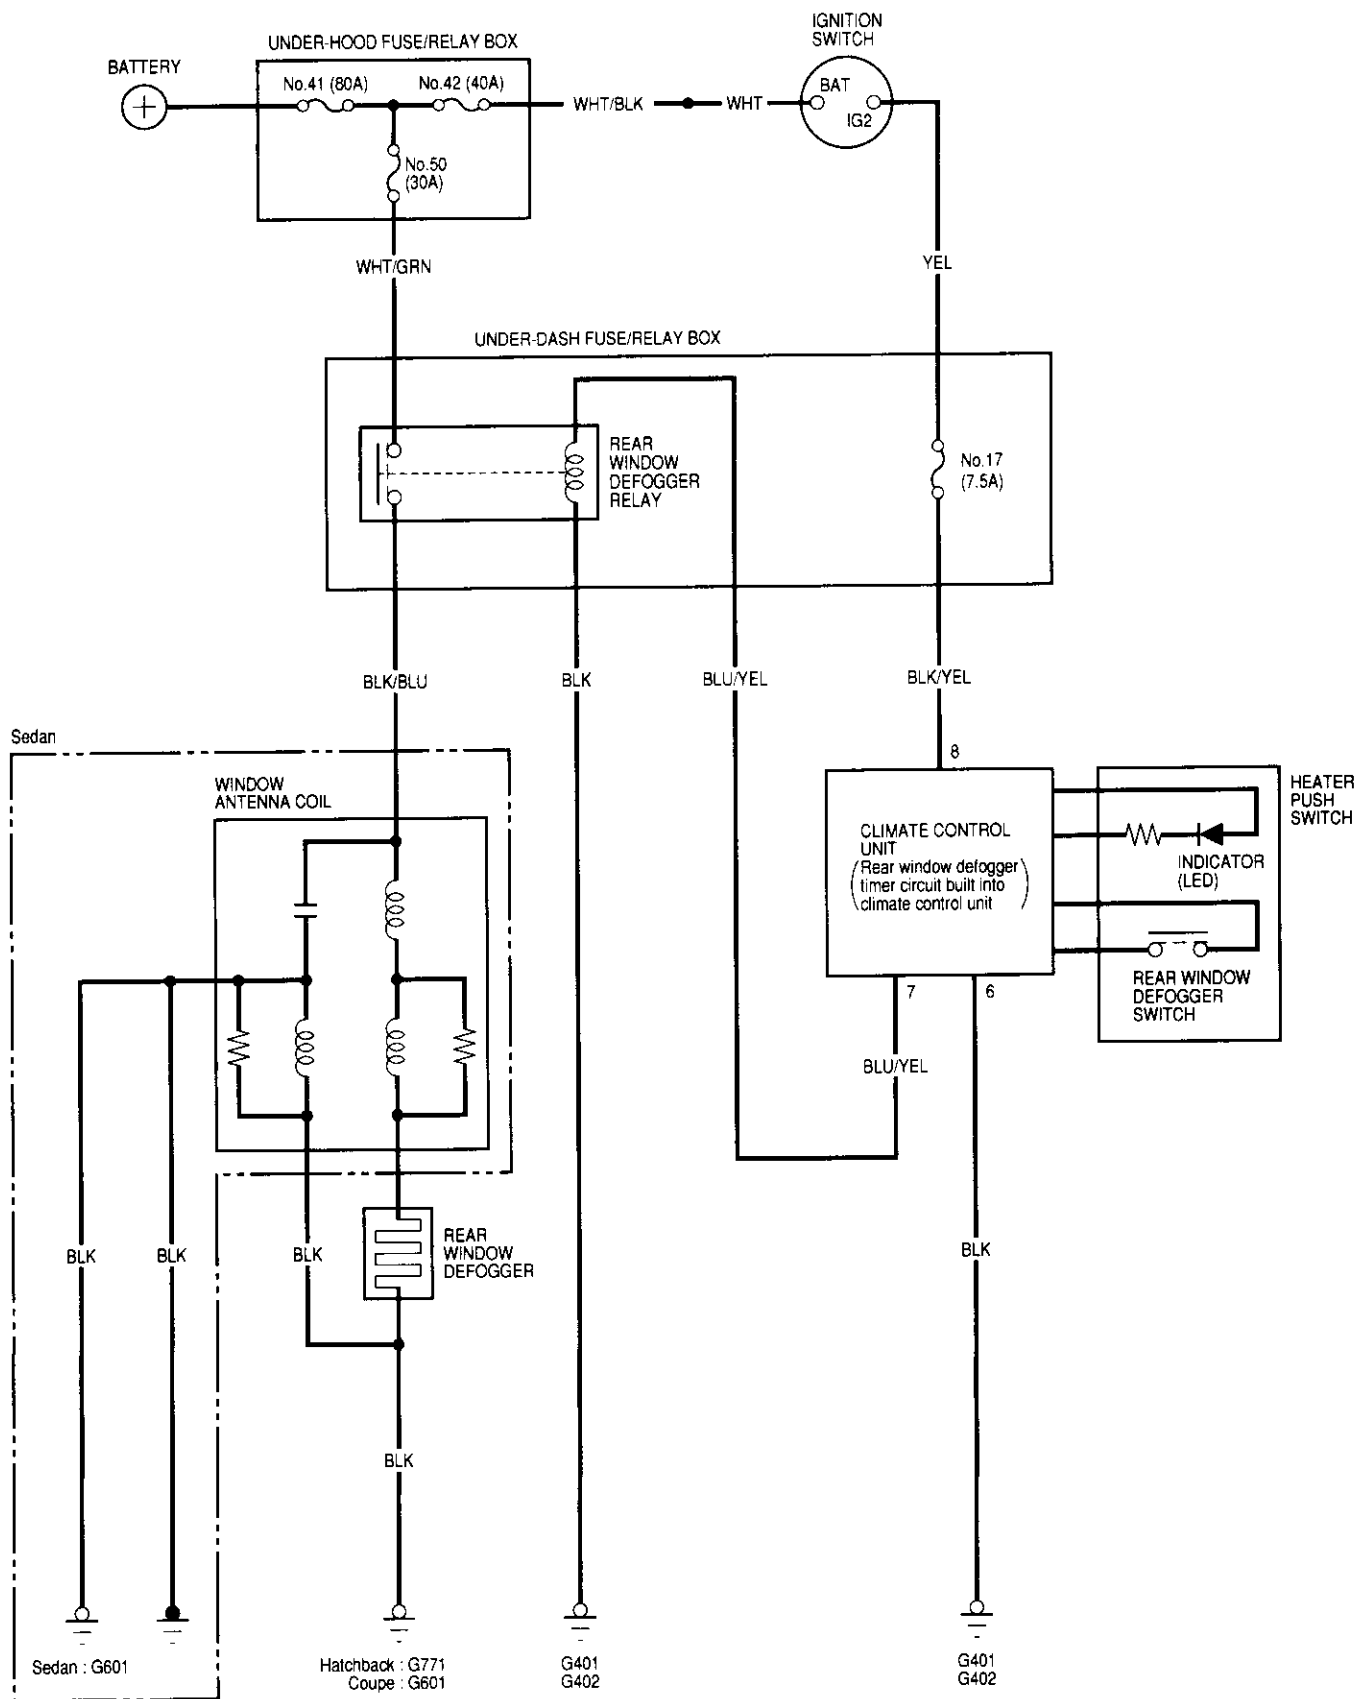 IGNITION
SWITCH
UNDER-HOOD FUSE/RELAY BOX
BATTERY
No.41 (80A)
No.42 (40A)
BAT
WHT/BLK
WHT
IG2
No.50
(30A)
WHT/GRN
YEL
UNDER-DASH FUSE/RELAY BOX
REAR
WINDOW
DEFOGGER
RELAY
No.17
(7.5A)
BLK/BLU
BLK
BLU/YEL
BLK/YEL
Sedan
8
WINDOW
ANTENNA COIL
HEATER
PUSH
SWITCH
CLIMATE CONTROL
UNIT
(Rear window defogger
timer circuit built into
climate control unit)
INDICATOR
(LED)
REAR WINDOW
DEFOGGER
SWITCH
7
6
BLU/YEL
BLK
BLK
BLK
REAR
WINDOW
DEFOGGER
BLK
BLK
Sedan : G601
Hatchback : G771
Coupe : G601
G401
G402
G401
G402